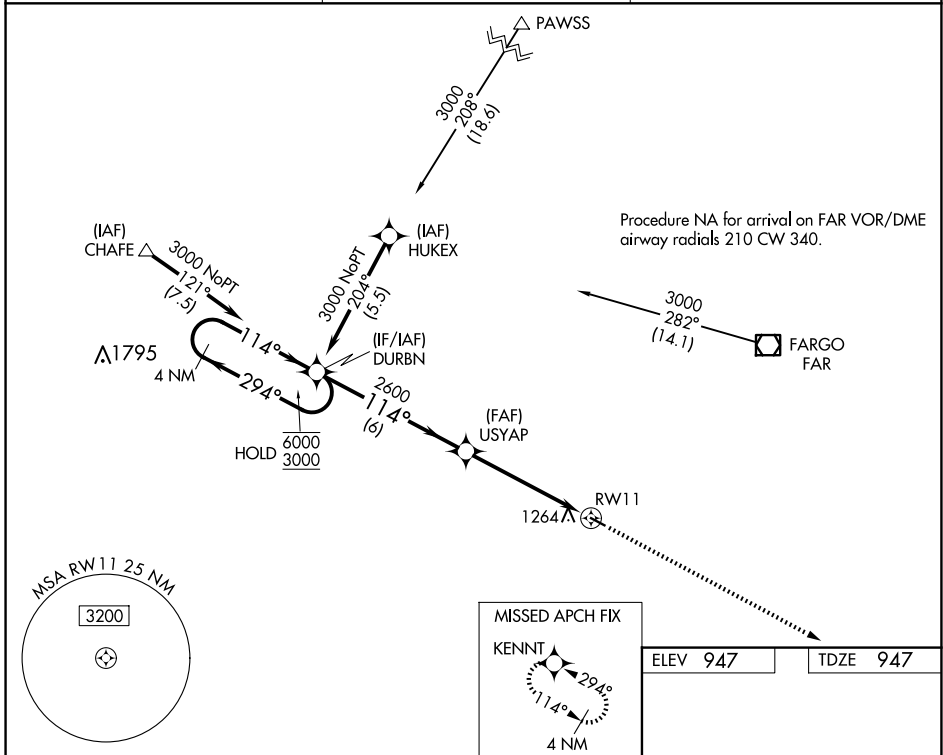 PAWSS
3000
208°
(18.6)
(IAF)
HUKEX
(IAF)
CHAFE
3000 NoPT
121°
(7.5)
3000 NoPT
204°
(5.5)
Procedure NA for arrival on FAR VOR/DME
airway radials 210 CW 340.
3000
282°
(14.1)
FARGO
FAR
1795
4 NM
114°
294°
(IF/IAF)
DURBN
2600
114°
(6)
HOLD
6000
3000
(FAF)
USYAP
RW11
1264
MSA RW11 25 NM
3200
MISSED APCH FIX
KENNT
294°
114°
4 NM
ELEV 947
TDZE 947